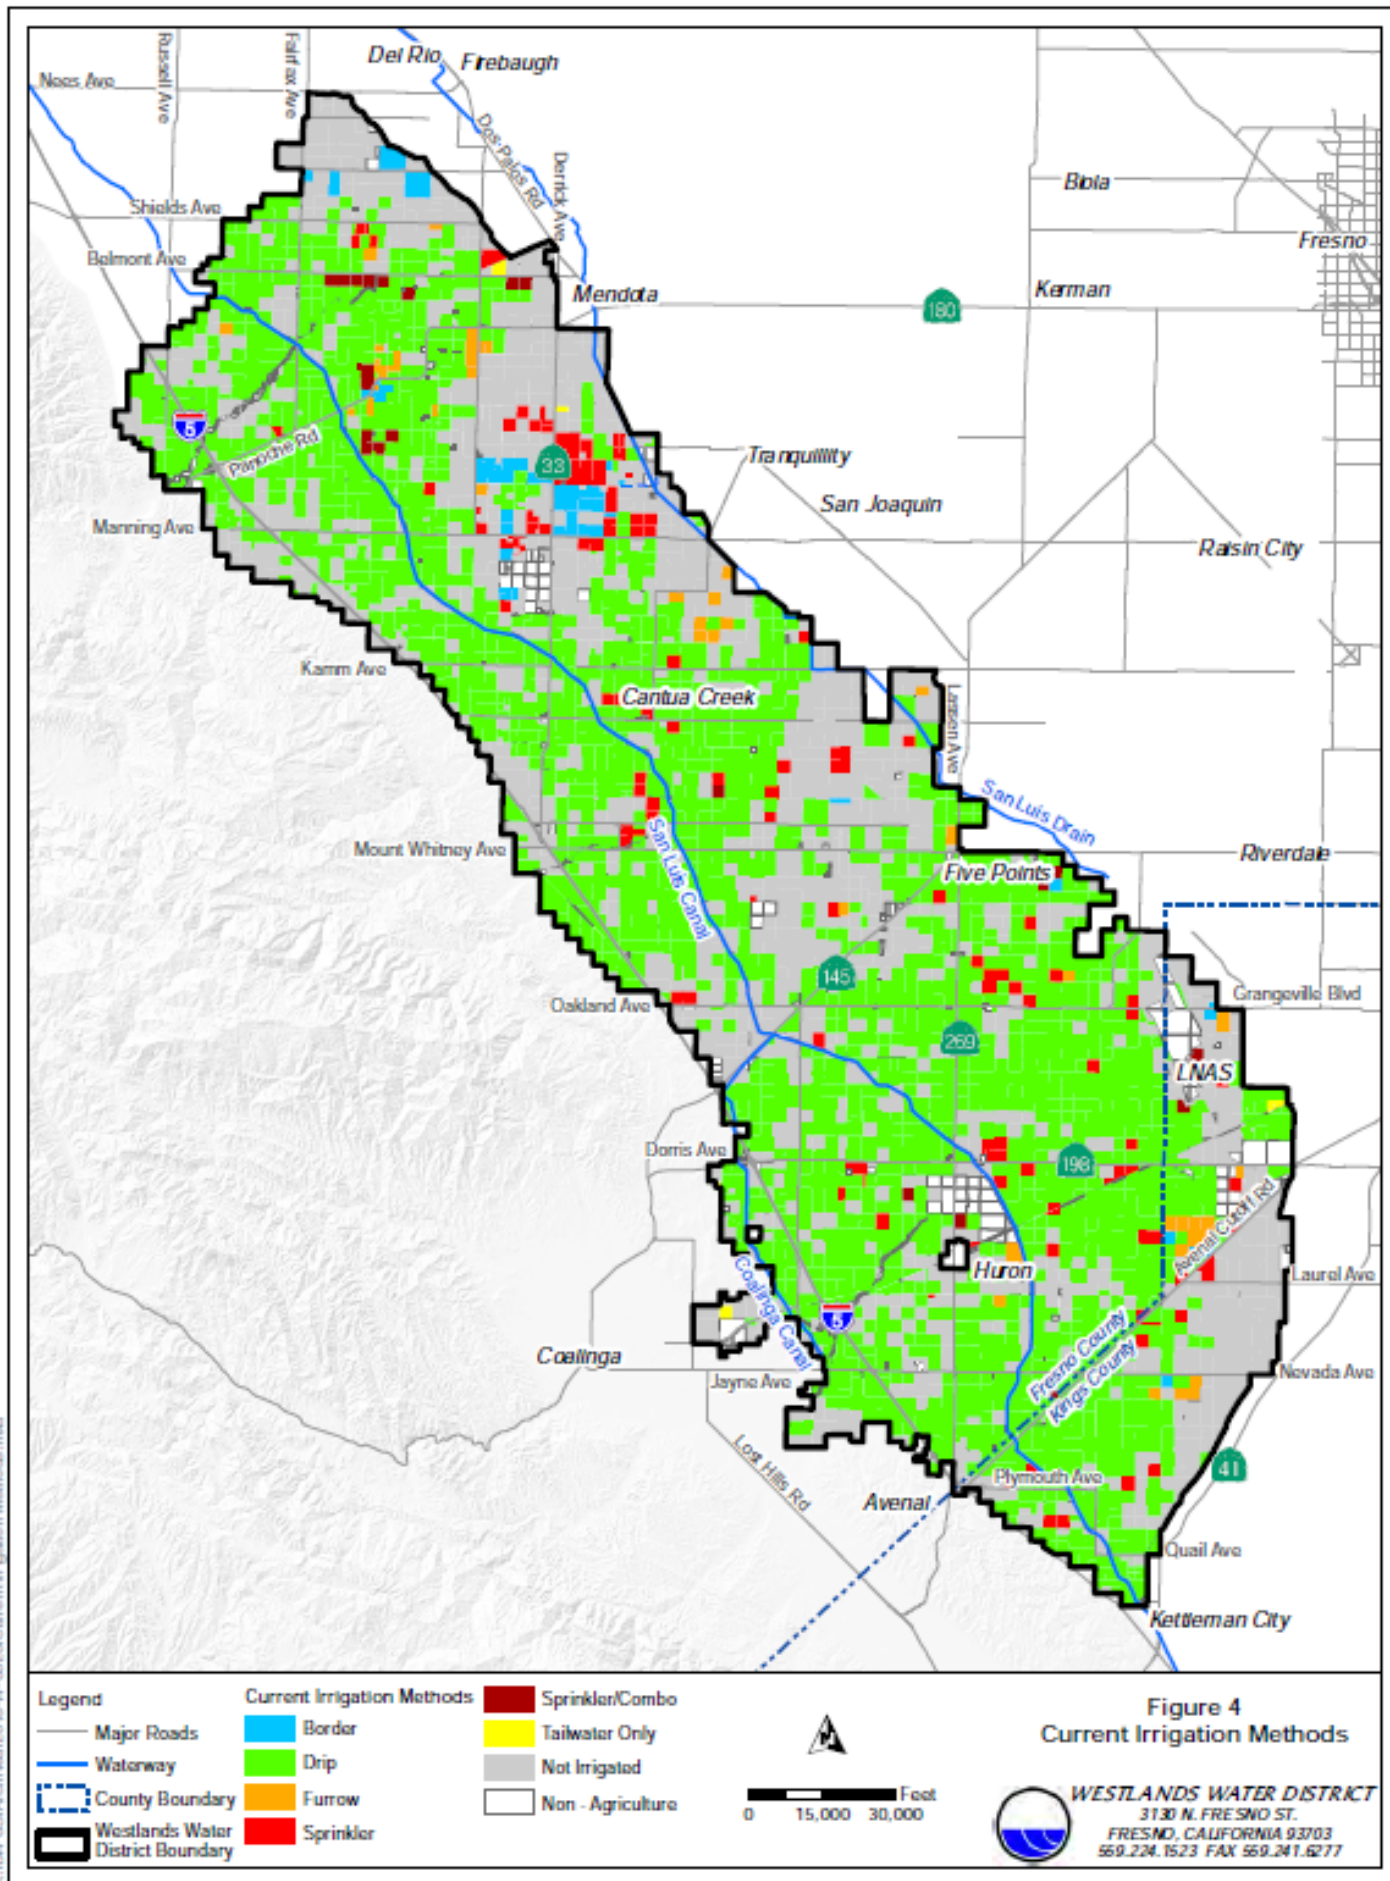 Nees Ave
Russell Ave
Fairfax Ave
Del Rio
Firebaugh
Dos Palos Rd
Derrick Ave
Biola
Shields Ave
Fresno
Belmont Ave
Mendota
Kerman
180
5
Panoche Rd
33
Tranquillity
San Joaquin
Manning Ave
Raisin City
Kamm Ave
Cantua Creek
Lassen Ave
San Luis Drain
Mount Whitney Ave
San Luis Canal
Riverdale
Five Points
145
Oakland Ave
Grangeville Blvd
269
LNAS
Dorris Ave
198
Avenal Cutoff Rd
Huron
Laurel Ave
Coalinga Canal
5
Coalinga
Fresno County
Kings County
Jayne Ave
Nevada Ave
Lost Hills Rd
41
Plymouth Ave
Avenal
Quail Ave
Kettleman City
Legend
Major Roads
Waterway
County Boundary
Westlands Water
District Boundary
Current Irrigation Methods
Border
Drip
Furrow
Sprinkler
Sprinkler/Combo
Tailwater Only
Not Irrigated
Non - Agriculture
N
Feet
0 15,000 30,000
Figure 4
Current Irrigation Methods
WESTLANDS WATER DISTRICT
3130 N. FRESNO ST.
FRESNO, CALIFORNIA 93703
559.224.1523 FAX 559.241.6277